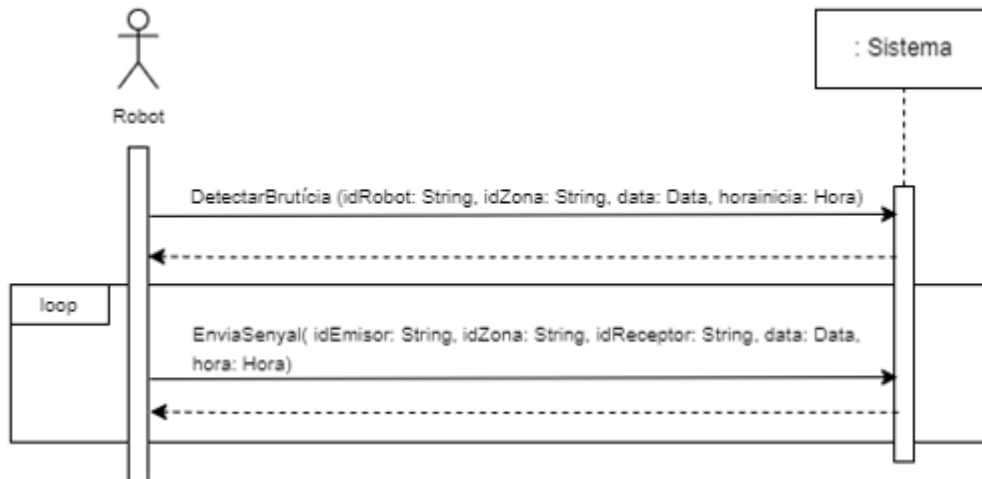 : Sistema
Robot
DetectarBrutícia (idRobot: String, idZona: String, data: Data, horainicia: Hora)
loop
EnviaSenyal( idEmisor: String, idZona: String, idReceptor: String, data: Data,
hora: Hora)